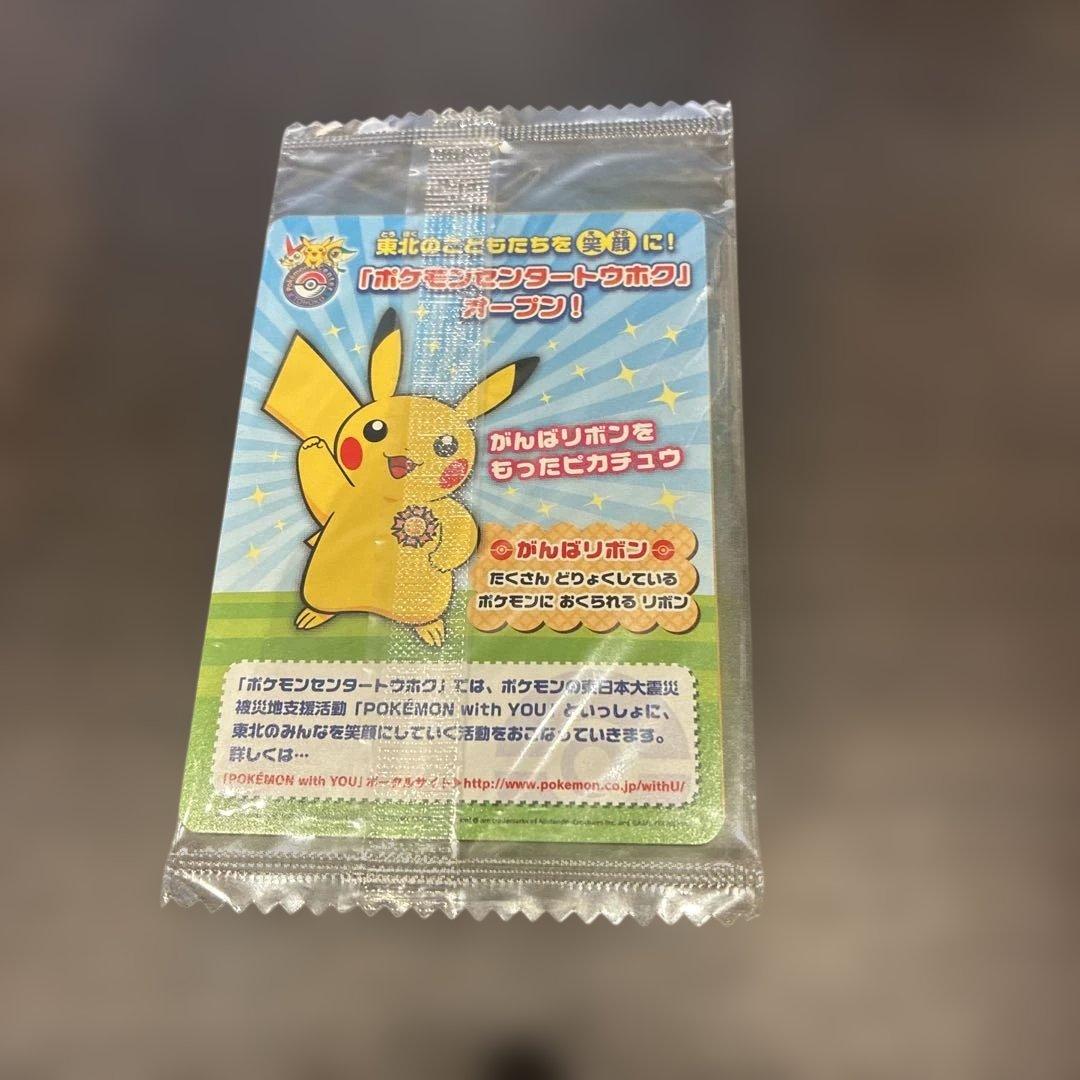 東北のこどもたちを笑顔に!
「ポケモンセンタートウホク」
オープン!
がんばリボンを
もったピカチュウ
がんばリボン
たくさん どりょくしている
ポケモンに おくられる リボン
「ポケモンセンタートウホク」では、ポケモンの東日本大震災
被災地支援活動「POKÉMON with YOU」といっしょに、
東北のみんなを笑顔にしていく活動をおこなっていきます。
詳しくは…
「POKÉMON with YOU」ポータルサイト▶http://www.pokemon.co.jp/withU/